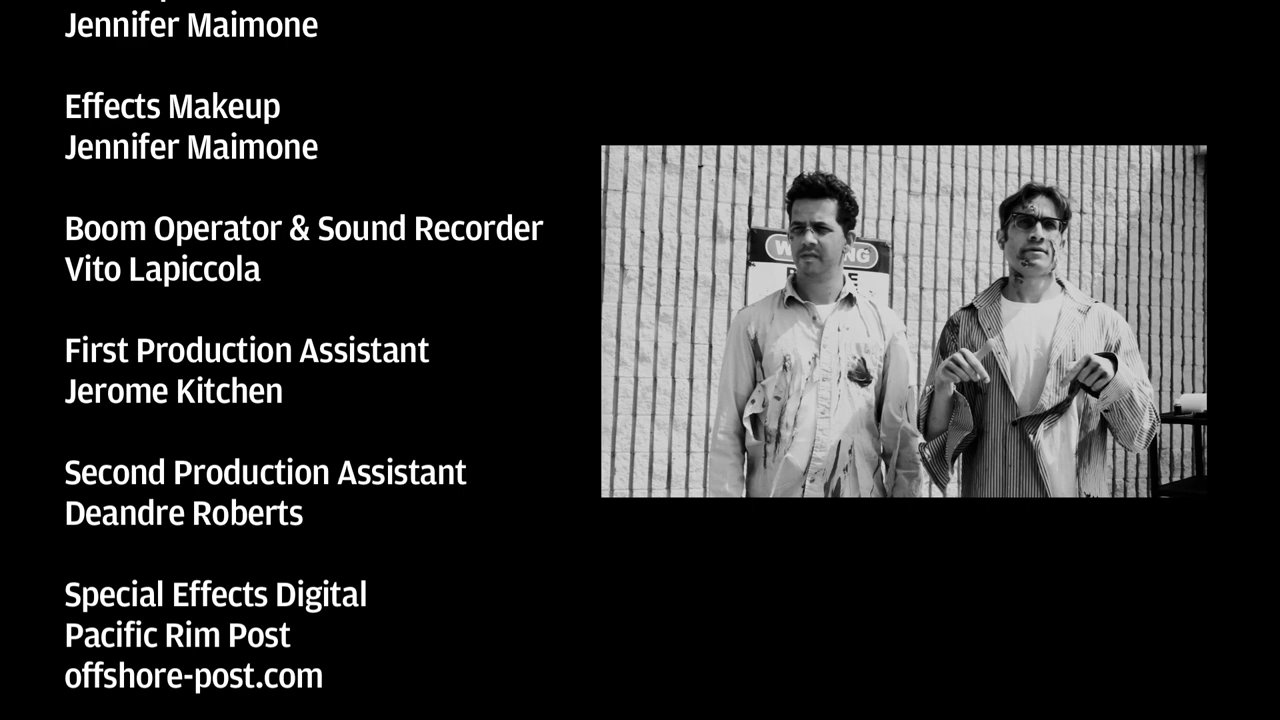 Jennifer Maimone
Effects Makeup
Jennifer Maimone
Boom Operator & Sound Recorder
Vito Lapiccola
First Production Assistant
Jerome Kitchen
Second Production Assistant
Deandre Roberts
Special Effects Digital
Pacific Rim Post
offshore-post.com